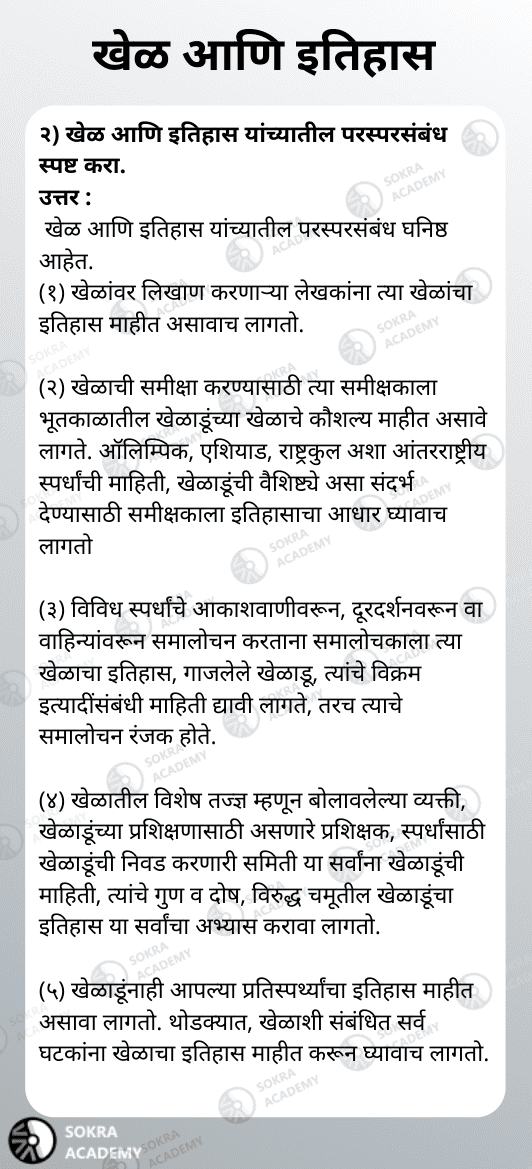 खेळ आणि इतिहास
२) खेळ आणि इतिहास यांच्यातील परस्परसंबंध
स्पष्ट करा.
उत्तर :
खेळ आणि इतिहास यांच्यातील परस्परसंबंध घनिष्ठ
आहेत.
(१) खेळांवर लिखाण करणाऱ्या लेखकांना त्या खेळांचा
इतिहास माहीत असावाच लागतो.
(२) खेळाची समीक्षा करण्यासाठी त्या समीक्षकाला
भूतकाळातील खेळाडूंच्या खेळाचे कौशल्य माहीत असावे
लागते. ऑलिम्पिक, एशियाड, राष्ट्रकुल अशा आंतरराष्ट्रीय
स्पर्धांची माहिती, खेळाडूंची वैशिष्ट्ये असा संदर्भ
देण्यासाठी समीक्षकाला इतिहासाचा आधार घ्यावाच
लागतो
(३) विविध स्पर्धांचे आकाशवाणीवरून, दूरदर्शनवरून वा
वाहिन्यांवरून समालोचन करताना समालोचकाला त्या
खेळाचा इतिहास, गाजलेले खेळाडू, त्यांचे विक्रम
इत्यादींसंबंधी माहिती द्यावी लागते, तरच त्याचे
समालोचन रंजक होते.
(४) खेळातील विशेष तज्ज्ञ म्हणून बोलावलेल्या व्यक्ती,
खेळाडूंच्या प्रशिक्षणासाठी असणारे प्रशिक्षक, स्पर्धांसाठी
खेळाडूंची निवड करणारी समिती या सर्वांना खेळाडूंची
माहिती, त्यांचे गुण व दोष, विरुद्ध चमूतील खेळाडूंचा
इतिहास या सर्वांचा अभ्यास करावा लागतो.
(५) खेळाडूंनाही आपल्या प्रतिस्पर्ध्यांचा इतिहास माहीत
असावा लागतो. थोडक्यात, खेळाशी संबंधित सर्व
घटकांना खेळाचा इतिहास माहीत करून घ्यावाच लागतो.
SOKRA
ACADEMY